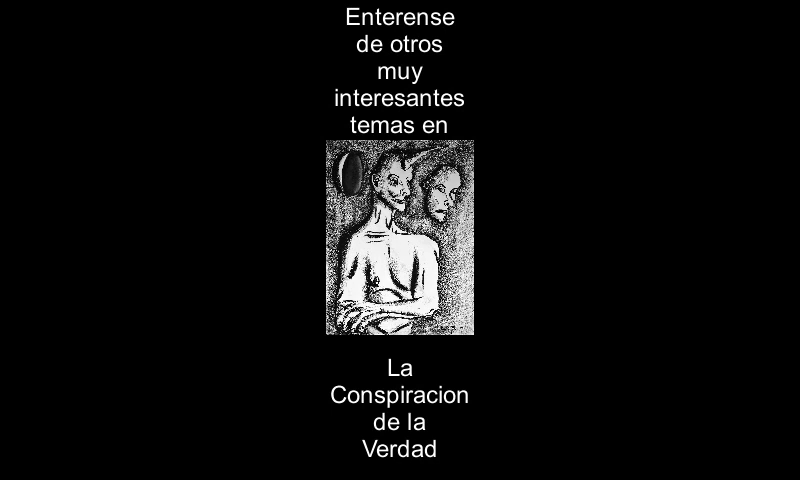 Enterense
de otros
muy
interesantes
temas en
La
Conspiracion
de la
Verdad